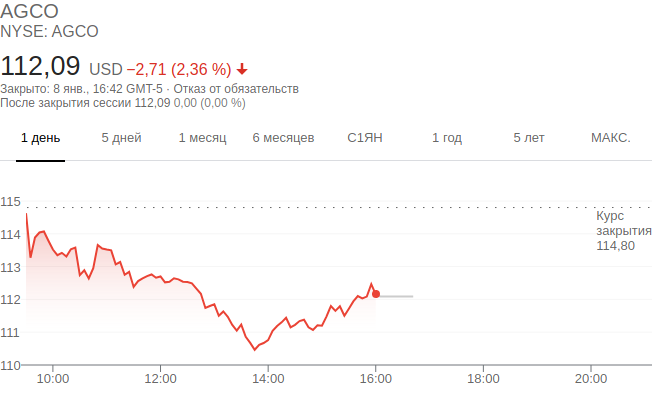 AGCO
NYSE: AGCO
112,09 USD −2,71 (2,36 %)
Закрыто: 8 янв., 16:42 GMT-5 · Отказ от обязательств
После закрытия сессии 112,09 0,00 (0,00 %)
1 день 5 дней 1 месяц 6 месяцев С1ЯН 1 год 5 лет МАКС.
115
Курс
закрытия
114,80
114
113
112
111
110
10:00 12:00 14:00 16:00 18:00 20:00